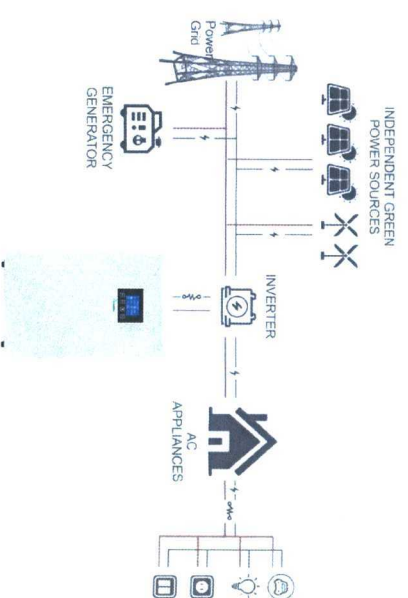 INDEPENDENT GREEN
POWER SOURCES
Power
Grid
EMERGENCY
GENERATOR
INVERTER
AC
APPLIANCES